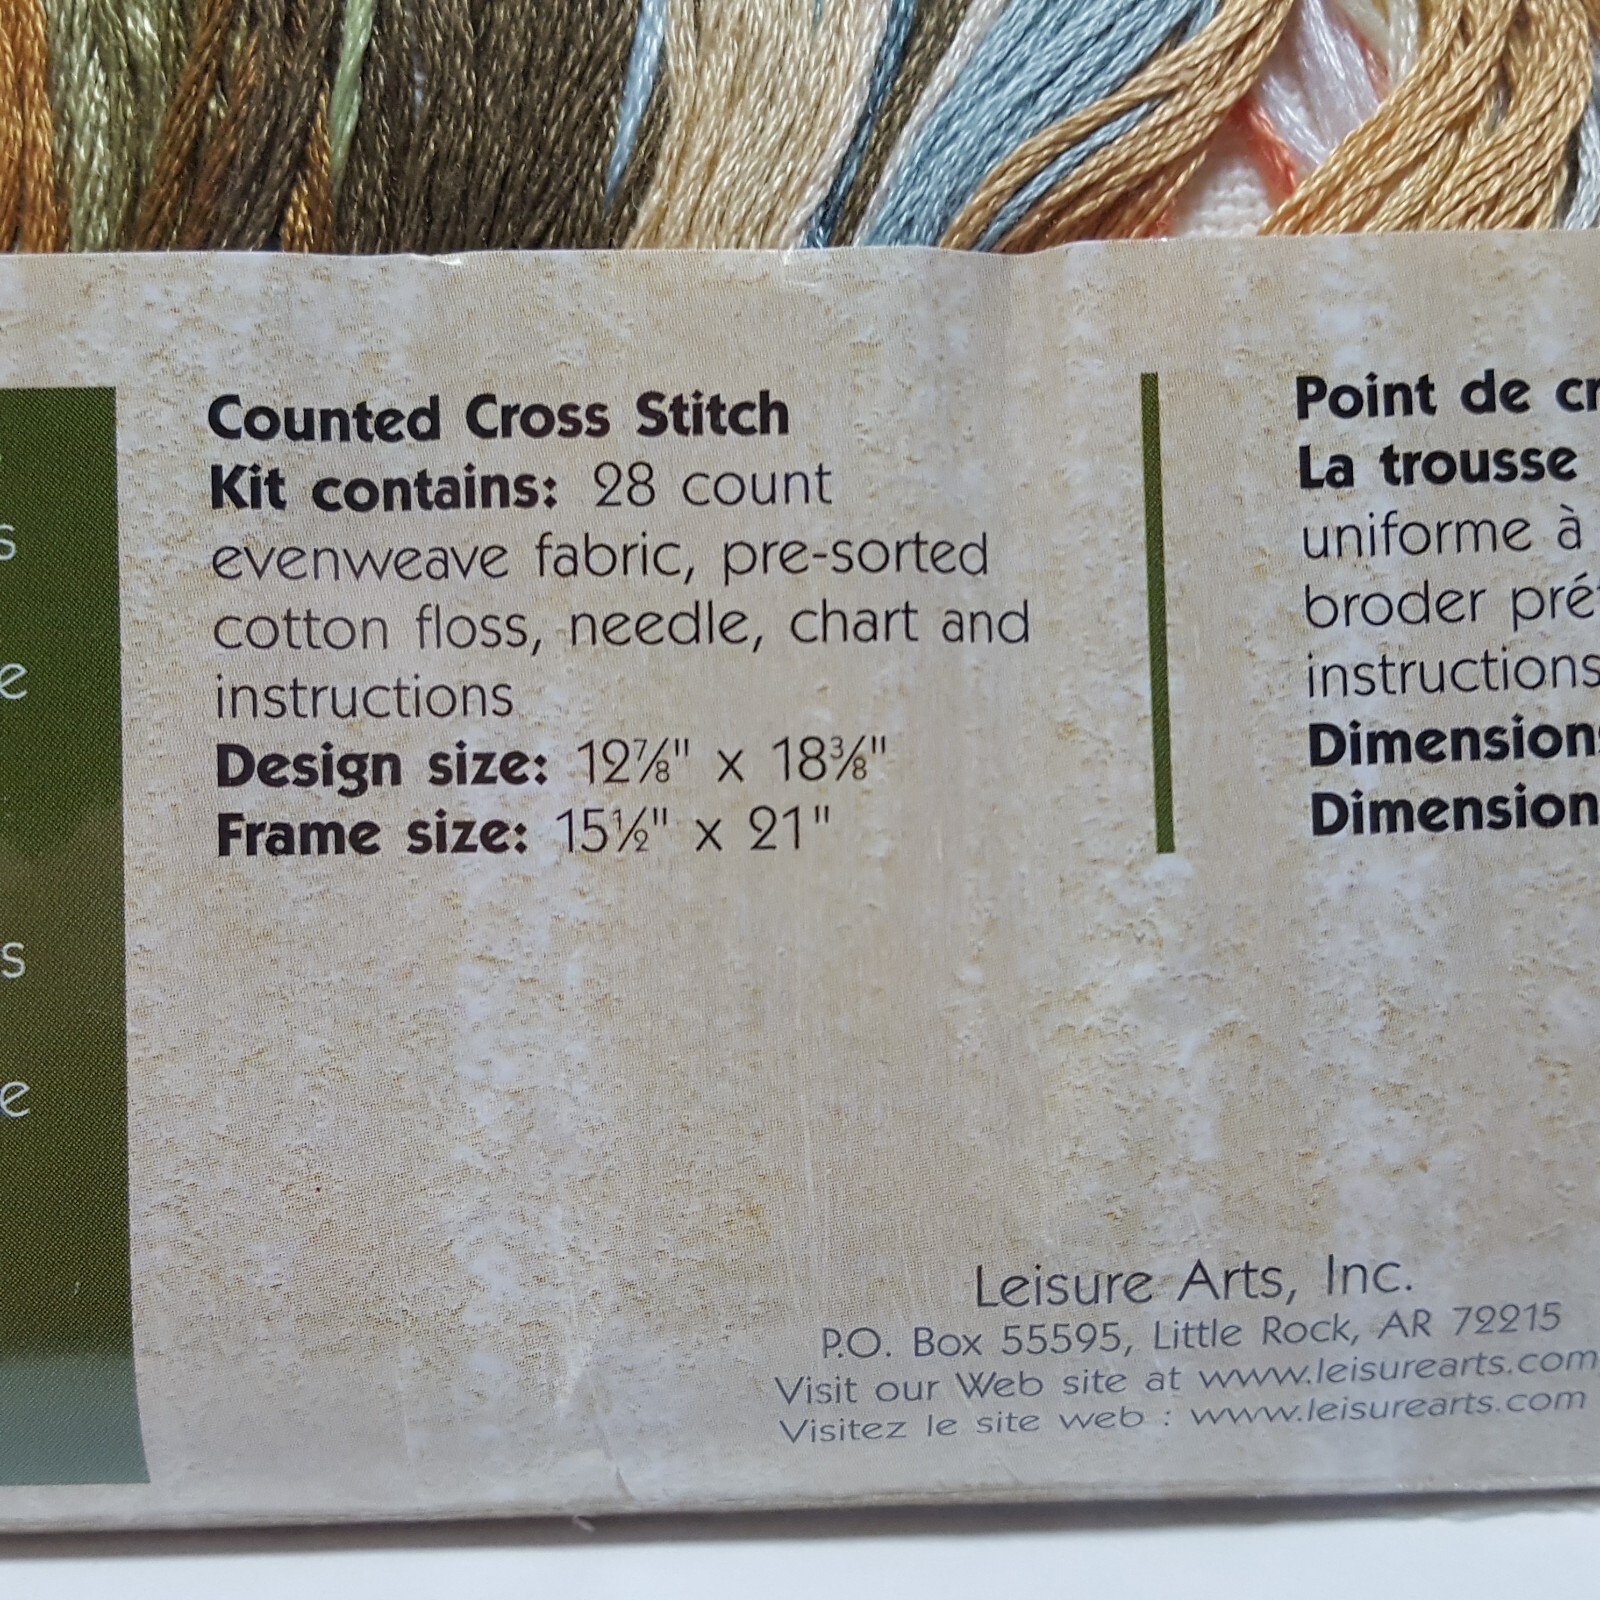 Counted Cross Stitch
Kit contains: 28 count
evenweave fabric, pre-sorted
cotton floss, needle, chart and
instructions
Design size: 12⅞" x 18⅜"
Frame size: 15½" x 21"
Point de
La trousse
uniforme à
broder
instructions
Leisure Arts, Inc.
P.O. Box 55595, Little Rock, AR 72215
Visit our Web site at www.leisurearts.com
Visitez le site web : www.leisurearts.com